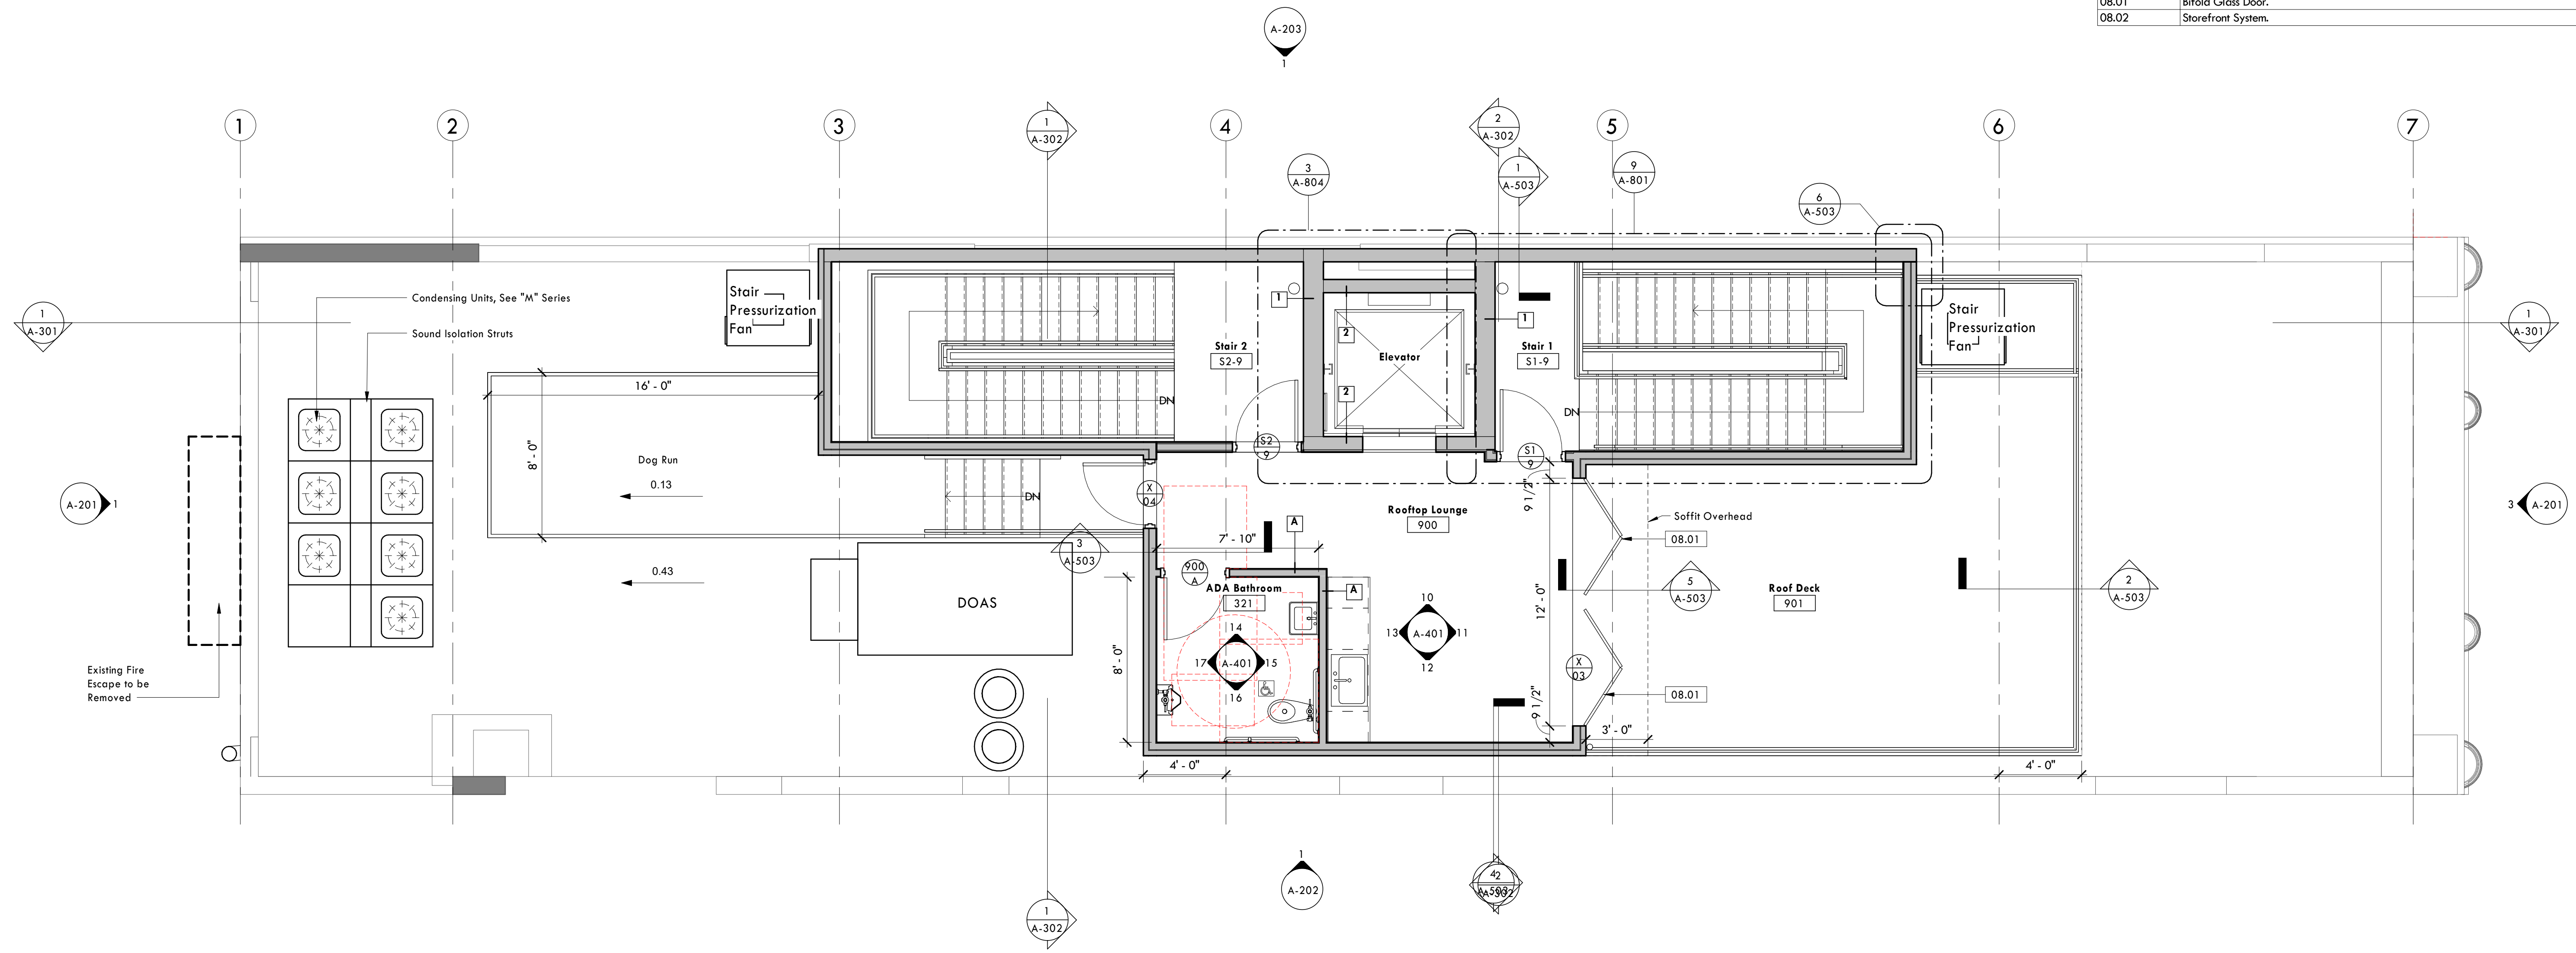 08.01 Bifold Glass Door.
08.02 Storefront System.
A-203
1
1
2
3
1
A-302
4
2
A-302
5
6
7
3
A-804
1
A-503
9
A-801
6
A-503
Condensing Units, See "M" Series
Sound Isolation Struts
1
A-301
Stair
Pressurization
Fan
1
2
Stair 2
S2-9
Elevator
2
1
Stair 1
S1-9
Stair
Pressurization
Fan
1
A-301
16' - 0"
DN
DN
8' - 0"
Dog Run
0.13
DN
S2
9
S1
9
X
04
A-201
1
Rooftop Lounge
900
9 1/2"
Soffit Overhead
08.01
3
A-201
A
3
A-503
7' - 10"
0.43
DOAS
900
A
ADA Bathroom
321
A
8' - 0"
14
17
A-401
15
16
10
13
A-401
11
12
12' - 0"
5
A-503
Roof Deck
901
2
A-503
X
03
08.01
9 1/2"
3' - 0"
Existing Fire
Escape to be
Removed
4' - 0"
4' - 0"
1
A-202
4
A-503
2
A-302
1
A-302